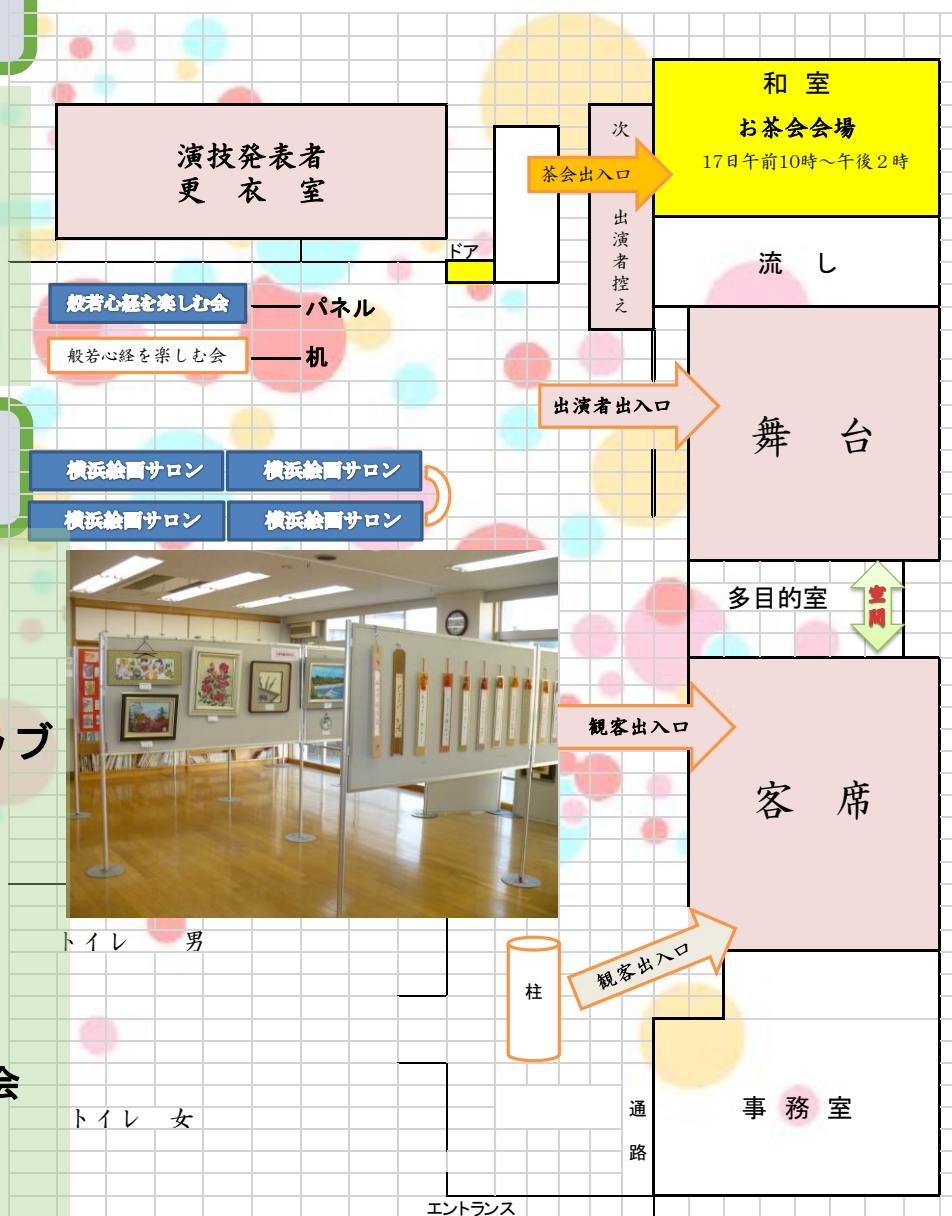 和 室
お茶会会場
17日午前10時～午後２時
演技発表者
更 衣 室
次
出演者控え
茶会出入口
ドア
流 し
般若心経を楽しむ会
パネル
般若心経を楽しむ会
机
出演者出入口
舞 台
横浜絵画サロン
横浜絵画サロン
横浜絵画サロン
横浜絵画サロン
多目的室
空間
ブ
観客出入口
客 席
トイレ 男
観客出入口
柱
会
トイレ 女
通路
事 務 室
エントランス